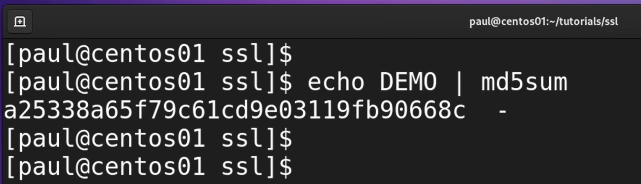 paul@centos01:~/tutorials/ssl
[paul@centos01 ssl]$
[paul@centos01 ssl]$ echo DEMO | md5sum
a25338a65f79c61cd9e03119fb90668c  -
[paul@centos01 ssl]$
[paul@centos01 ssl]$